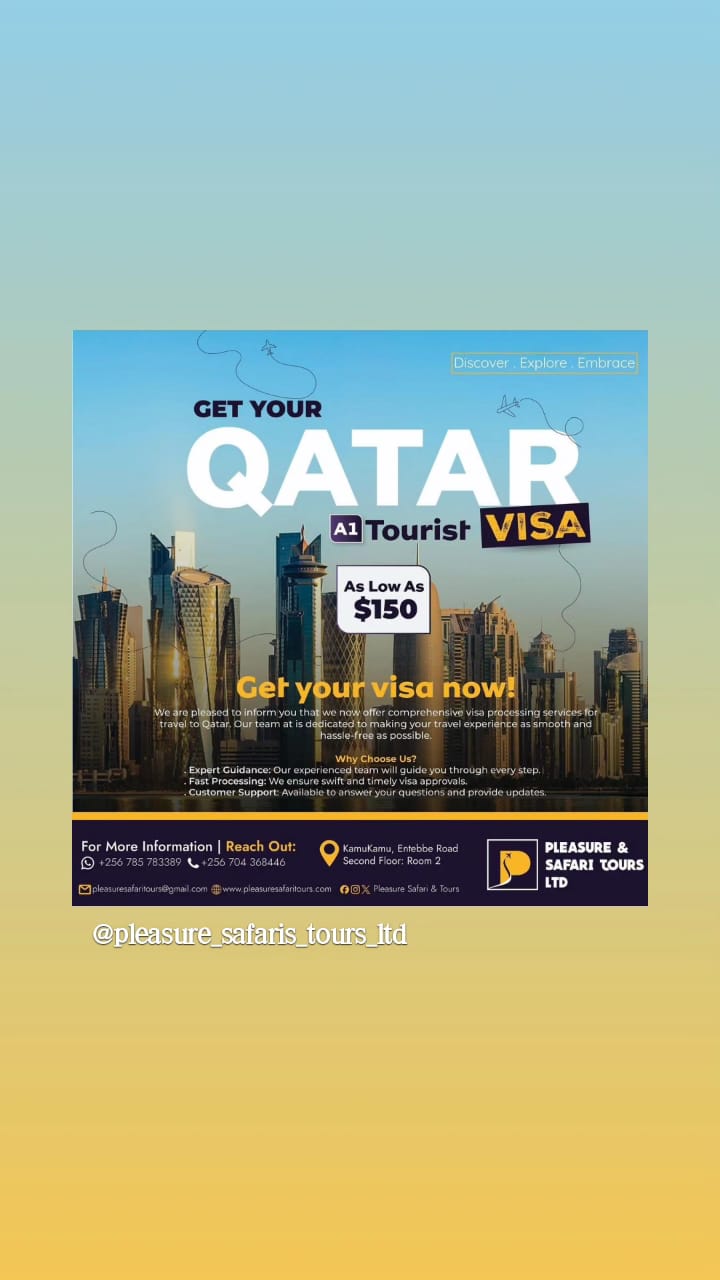 Discover . Explore . Embrace
GET YOUR
QATAR
A1 Tourist VISA
As Low As
$150
Get your visa now!
We are pleased to inform you that we now offer comprehensive visa processing services for
travel to Qatar. Our team at is dedicated to making your travel experience as smooth and
hassle-free as possible.
Why Choose Us?
. Expert Guidance: Our experienced team will guide you through every step.
. Fast Processing: We ensure swift and timely visa approvals.
. Customer Support: Available to answer your questions and provide updates.
For More Information | Reach Out:
+256 785 783389 +256 704 368446
KamuKamu, Entebbe Road
Second Floor: Room 2
PLEASURE &
SAFARI TOURS
LTD
pleasuresafaritours@gmail.com www.pleasuresafaritours.com Pleasure Safari & Tours
@pleasure_safaris_tours_ltd